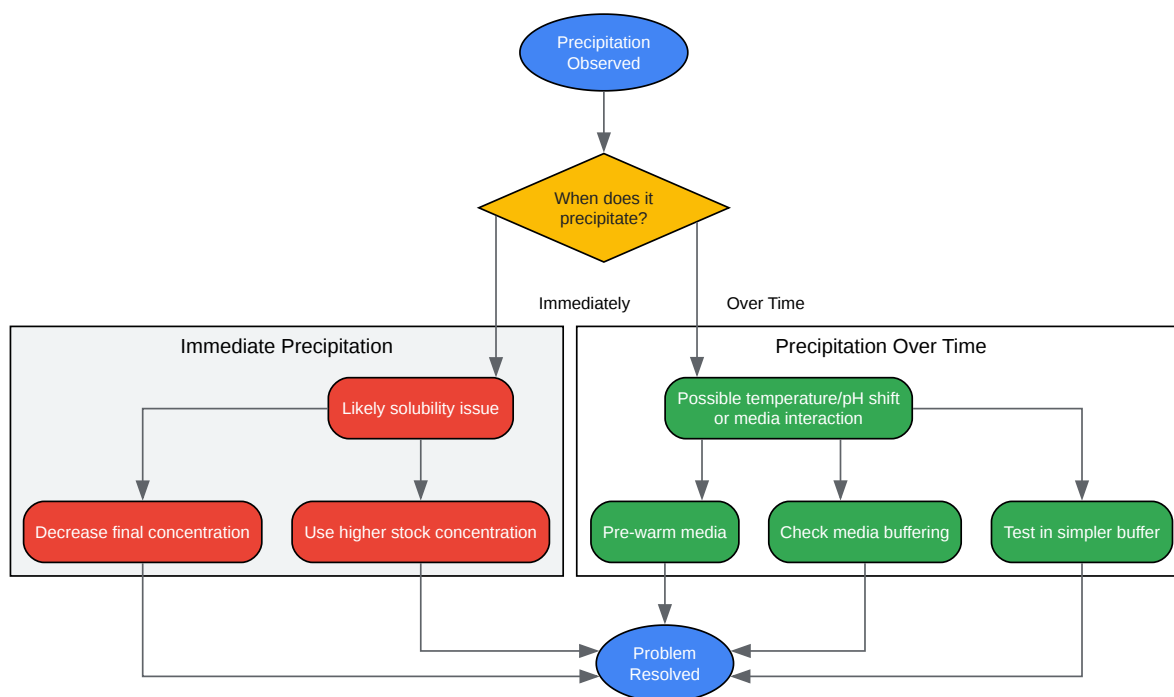 Precipitation
Observed
When does it
precipitate?
Immediately
Over Time
Immediate Precipitation
Precipitation Over Time
Likely solubility issue
Possible temperature/pH shift
or media interaction
Decrease final concentration
Use higher stock concentration
Pre-warm media
Check media buffering
Test in simpler buffer
Problem
Resolved